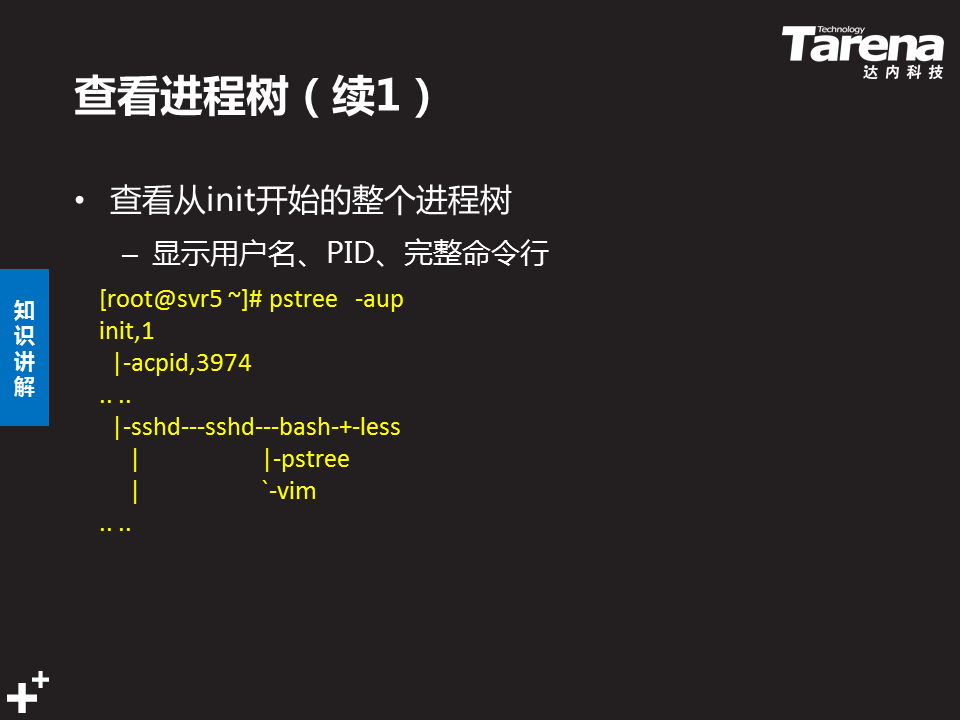 Technology
Tarena
达内科技
查看进程树（续1）
• 查看从init开始的整个进程树
– 显示用户名、PID、完整命令行
[root@svr5 ~]# pstree   -aup
init,1
  |-acpid,3974
.. ..
  |-sshd---sshd---bash-+-less
     |                    |-pstree
     |                    `-vim
.. ..
知
识
讲
解